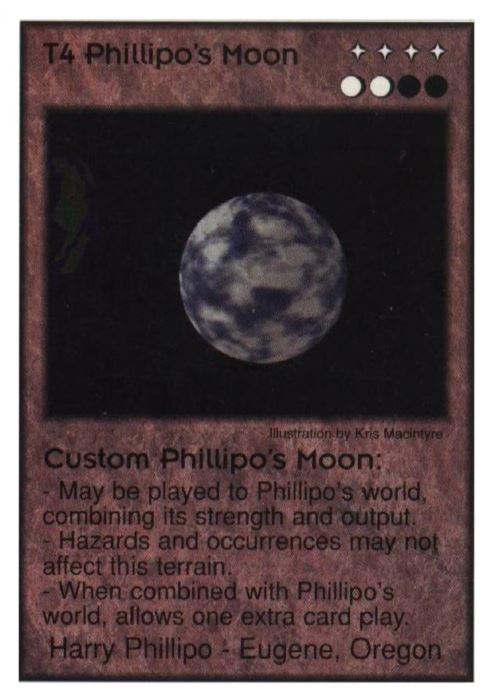 T4 Phillipo's Moon
Illustration by Kris Macintyre
Custom Phillipo's Moon:
- May be played to Phillipo's world,
combining its strength and output.
- Hazards and occurrences may not
affect this terrain.
- When combined with Phillipo's
world, allows one extra card play.
Harry Phillipo - Eugene, Oregon